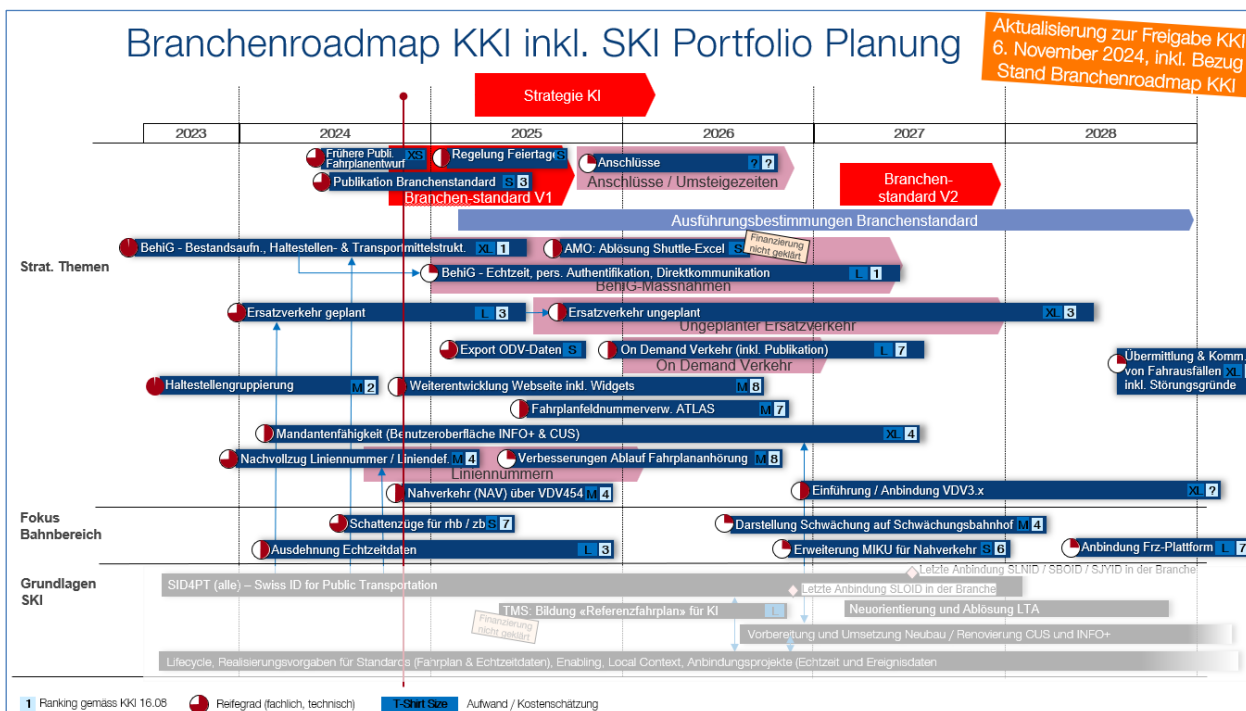 Branchenroadmap KKI inkl. SKI Portfolio Planung
Aktualisierung zur Freigabe KKI
6. November 2024, inkl. Bezug
Stand Branchenroadmap KKI
Strategie KI
2023 2024 2025 2026 2027 2028
Frühere Publ. XS
Fahrplanentwurf
Regelung Feiertage S
Anschlüsse ? ?
Publikation Branchenstandard S 3
Anschlüsse / Umsteigezeiten
Branchen-standard V1
Branchen-
standard V2
Ausführungsbestimmungen Branchenstandard
Strat. Themen
BehiG - Bestandsaufn., Haltestellen- & Transportmittelstrukt. XL 1
AMO: Ablösung Shuttle-Excel S
Finanzierung
nicht geklärt
BehiG - Echtzeit, pers. Authentifikation, Direktkommunikation L 1
BehiG-Massnahmen
Ersatzverkehr geplant L 3
Ersatzverkehr ungeplant XL 3
Ungeplanter Ersatzverkehr
Export ODV-Daten S
On Demand Verkehr (inkl. Publikation) L 7
On Demand Verkehr
Übermittlung & Komm.
von Fahrausfällen XL
inkl. Störungsgründe
Haltestellengruppierung M 2
Weiterentwicklung Webseite inkl. Widgets M 8
Fahrplanfeldnummerverw. ATLAS M 7
Mandantenfähigkeit (Benutzeroberfläche INFO+ & CUS) XL 4
Nachvollzug Liniennummer / Liniendef. M 4
Verbesserungen Ablauf Fahrplananhörung M 8
Liniennummern
Nahverkehr (NAV) über VDV454 M 4
Einführung / Anbindung VDV3.x XL ?
Fokus
Bahnbereich
Schattenzüge für rhb / zb S 7
Darstellung Schwächung auf Schwächungsbahnhof M 4
Ausdehnung Echtzeitdaten L 3
Erweiterung MIKU für Nahverkehr S 6
Anbindung Frz-Plattform L 7
Grundlagen
SKI
Letzte Anbindung SLNID / SBOID / SJYID in der Branche
SID4PT (alle) – Swiss ID for Public Transportation
Letzte Anbindung SLOID in der Branche
TMS: Bildung «Referenzfahrplan» für KI L
Neuorientierung und Ablösung LTA
Finanzierung
nicht geklärt
Vorbereitung und Umsetzung Neubau / Renovierung CUS und INFO+
Lifecycle, Realisierungsvorgaben für Standards (Fahrplan & Echtzeitdaten), Enabling, Local Context, Anbindungsprojekte (Echtzeit und Ereignisdaten
1 Ranking gemäss KKI 16.08
Reifegrad (fachlich, technisch)
T-Shirt Size Aufwand / Kostenschätzung